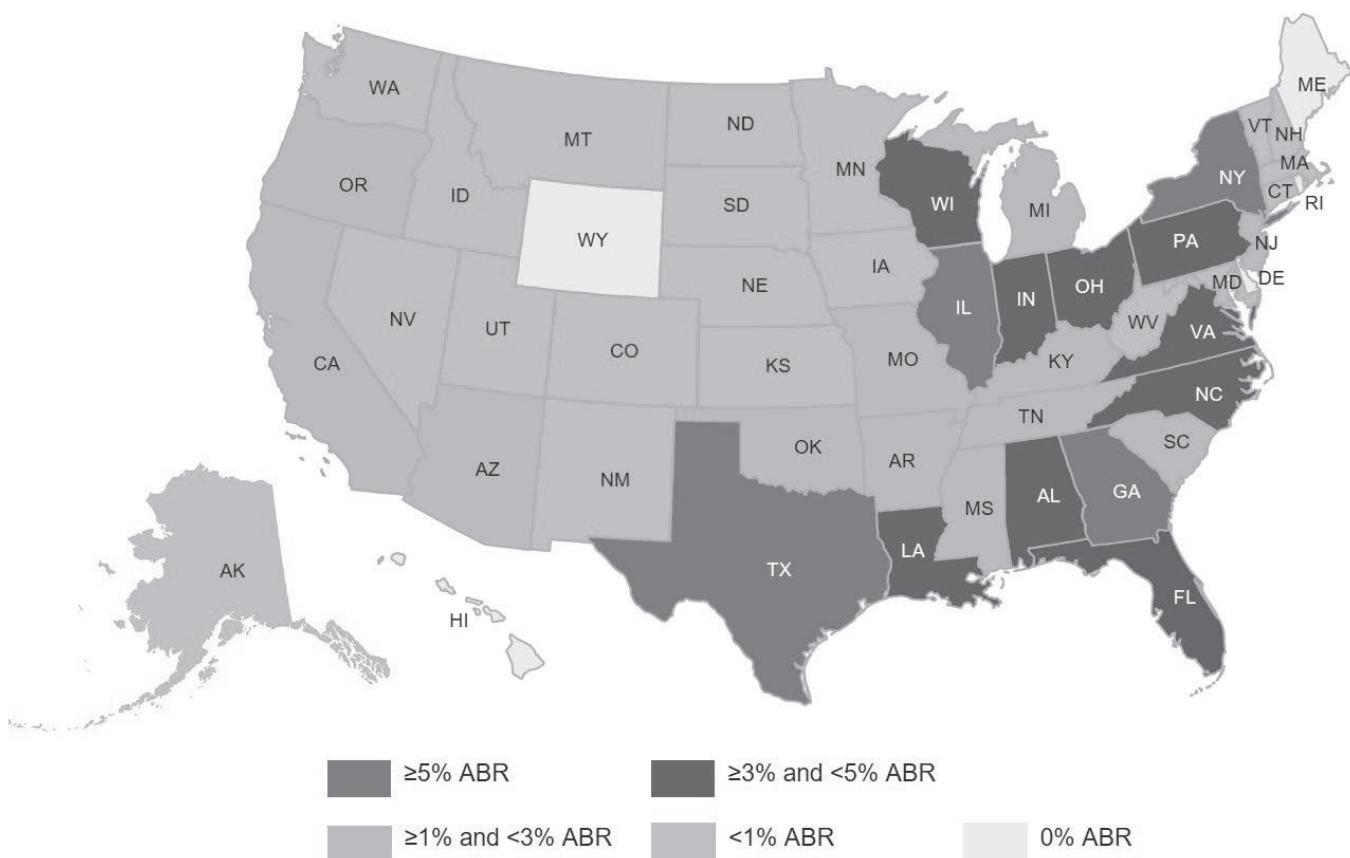 ME
WA
ND
MT
VT
NH
MN
MA
OR
ID
NY
SD
WI
CT
MI
RI
WY
PA
IA
NJ
NE
OH
MD
DE
IN
IL
NV
UT
WV
VA
CO
MO
CA
KS
KY
NC
TN
OK
SC
AZ
AR
NM
GA
AL
MS
LA
AK
TX
FL
HI
≥5% ABR
≥3% and <5% ABR
≥1% and <3% ABR
<1% ABR
0% ABR